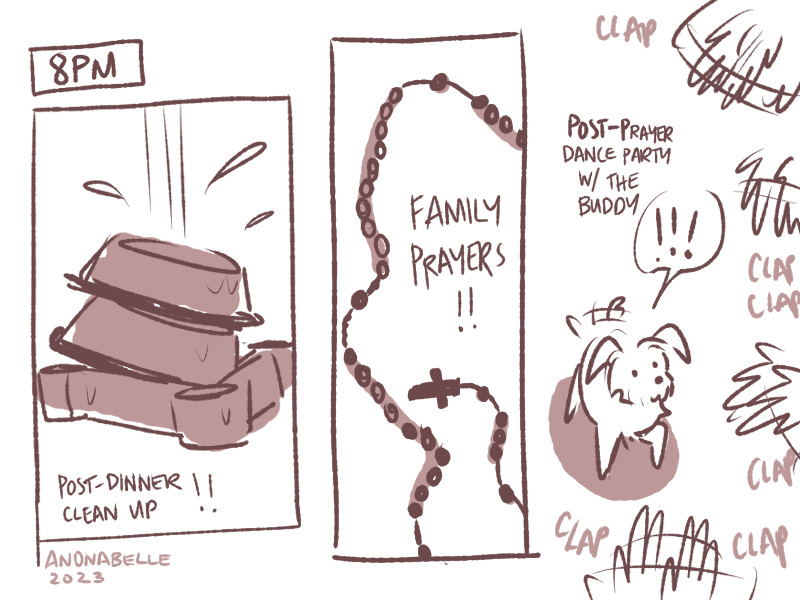 8PM
POST-DINNER !!
CLEAN UP
ANONABELLE
2023
FAMILY
PRAYERS
!!
CLAP
POST-PRAYER
DANCE PARTY
W/ THE
BUDDY
!!!
CLAP
CLAP
CLAP
CLAP
CLAP